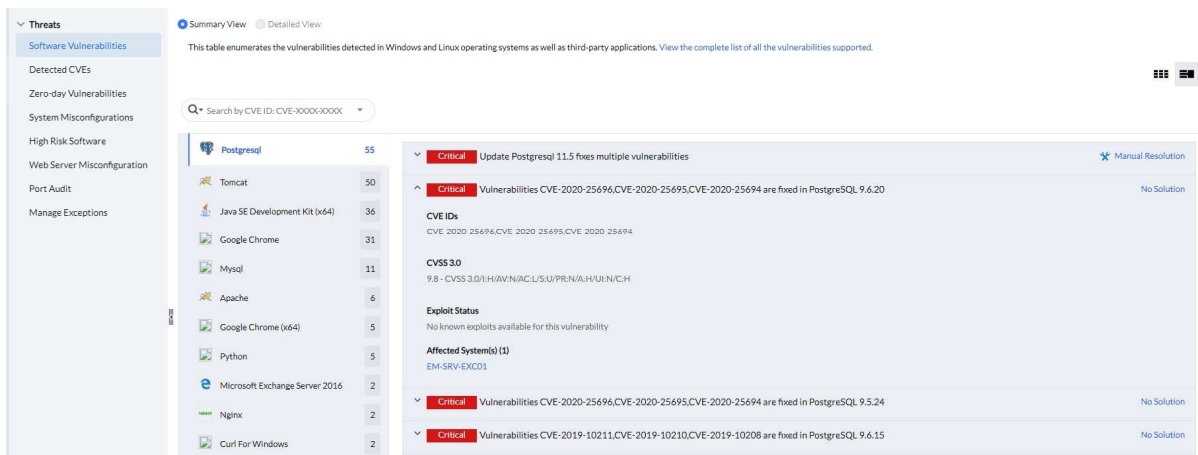 Threats
Software Vulnerabilities
Detected CVEs
Zero-day Vulnerabilities
System Misconfigurations
High Risk Software
Web Server Misconfiguration
Port Audit
Manage Exceptions
Summary View Detailed View
This table enumerates the vulnerabilities detected in Windows and Linux operating systems as well as third-party applications. View the complete list of all the vulnerabilities supported.
Search by CVE ID: CVE-XXXX-XXXX
Postgresql 55
Tomcat 50
Java SE Development Kit (x64) 36
Google Chrome 31
Mysql 11
Apache 6
Google Chrome (x64) 5
Python 5
Microsoft Exchange Server 2016 2
Nginx 2
Curl For Windows 2
Critical Update Postgresql 11.5 fixes multiple vulnerabilities Manual Resolution
Critical Vulnerabilities CVE-2020-25696,CVE-2020-25695,CVE-2020-25694 are fixed in PostgreSQL 9.6.20 No Solution
CVE IDs
CVE-2020-25696,CVE-2020-25695,CVE-2020-25694
CVSS 3.0
9.8 - CVSS 3.0/I:H/AV:N/AC:L/S:U/PR:N/A:H/UI:N/C:H
Exploit Status
No known exploits available for this vulnerability
Affected System(s) (1)
EM-SRV-EXC01
Critical Vulnerabilities CVE-2020-25696,CVE-2020-25695,CVE-2020-25694 are fixed in PostgreSQL 9.5.24 No Solution
Critical Vulnerabilities CVE-2019-10211,CVE-2019-10210,CVE-2019-10208 are fixed in PostgreSQL 9.6.15 No Solution